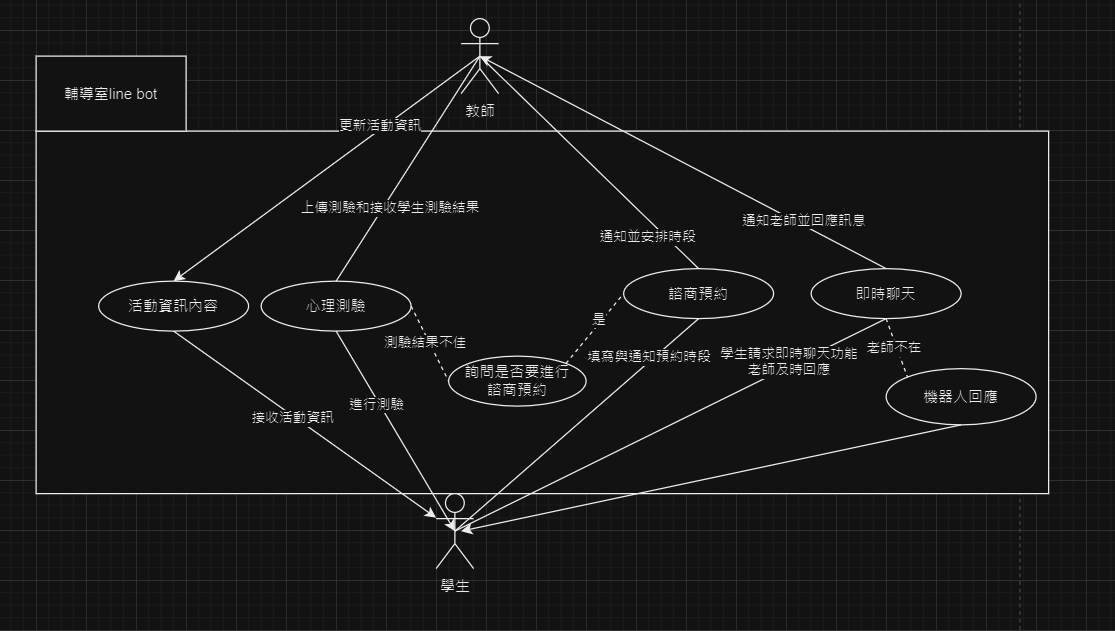 輔導室line bot
教師
更新活動資訊
上傳測驗和接收學生測驗結果
通知並安排時段
通知老師並回應訊息
活動資訊內容
心理測驗
諮商預約
即時聊天
是
測驗結果不佳
詢問是否要進行
諮商預約
填寫與通知預約時段
學生請求即時聊天功能
老師及時回應
老師不在
機器人回應
接收活動資訊
進行測驗
學生